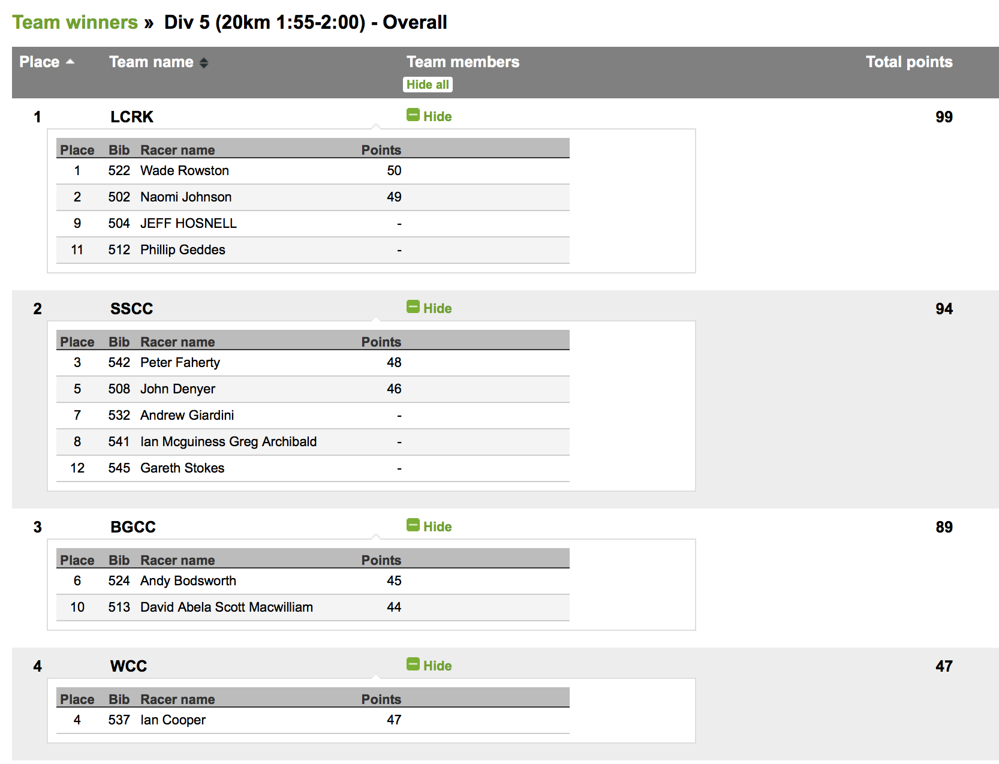 Team winners »  Div 5 (20km 1:55-2:00) - Overall
Place Team name Team members Total points
Hide all
1 LCRK Hide 99
Place Bib Racer name Points
1 522 Wade Rowston 50
2 502 Naomi Johnson 49
9 504 JEFF HOSNELL -
11 512 Phillip Geddes -
2 SSCC Hide 94
Place Bib Racer name Points
3 542 Peter Faherty 48
5 508 John Denyer 46
7 532 Andrew Giardini -
8 541 Ian Mcguiness Greg Archibald -
12 545 Gareth Stokes -
3 BGCC Hide 89
Place Bib Racer name Points
6 524 Andy Bodsworth 45
10 513 David Abela Scott Macwilliam 44
4 WCC Hide 47
Place Bib Racer name Points
4 537 Ian Cooper 47